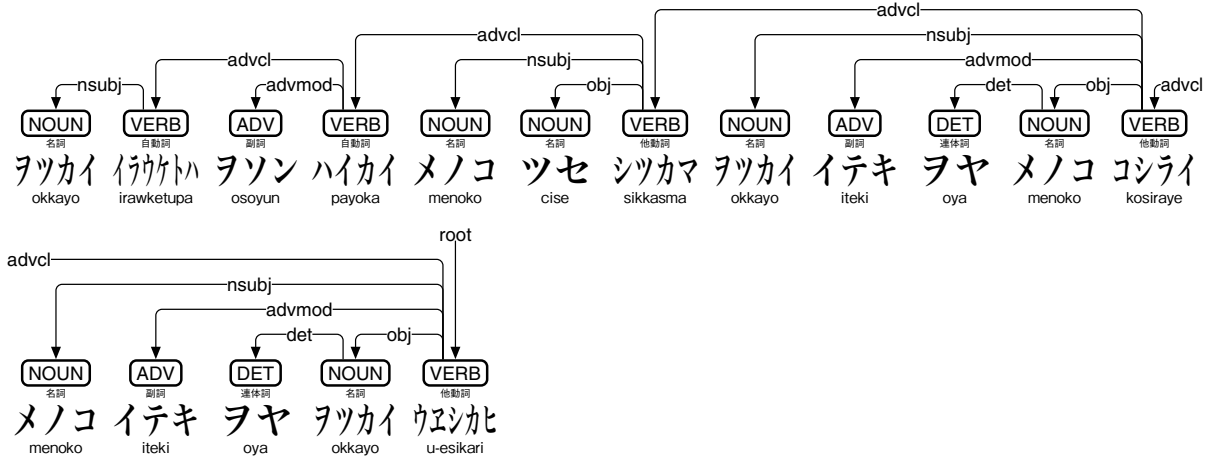 advcl
advcl nsubj
advcl nsubj advmod
nsubj advmod obj det obj advcl
NOUN VERB ADV VERB NOUN NOUN VERB NOUN ADV DET NOUN VERB
名詞 自動詞 副詞 自動詞 名詞 名詞 他動詞 名詞 副詞 連体詞 名詞 他動詞
ヲツカイ イラウケトハ ヲソン ハイカイ メノコ ツセ シツカマ ヲツカイ イテキ ヲヤ メノコ コシライ
okkayo irawketupa osoyun payoka menoko cise sikkasma okkayo iteki oya menoko kosiraye
root
advcl
nsubj
advmod
det obj
NOUN ADV DET NOUN VERB
名詞 副詞 連体詞 名詞 他動詞
メノコ イテキ ヲヤ ヲツカイ ウヱシカヒ
menoko iteki oya okkayo u-esikari